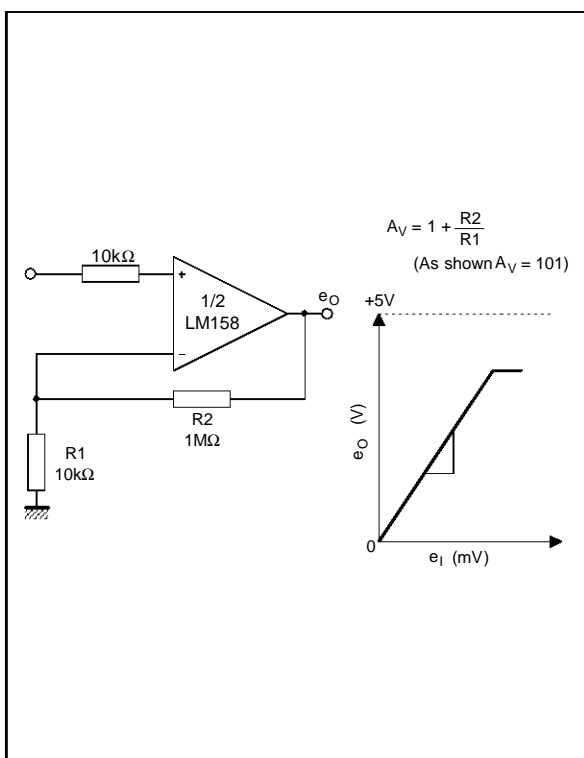 10kΩ
+
1/2
LM158
−
e_O
R2
1MΩ
R1
10kΩ
A_V = 1 + R2/R1
(As shown A_V = 101)
+5V
e_O (V)
0
e_I (mV)